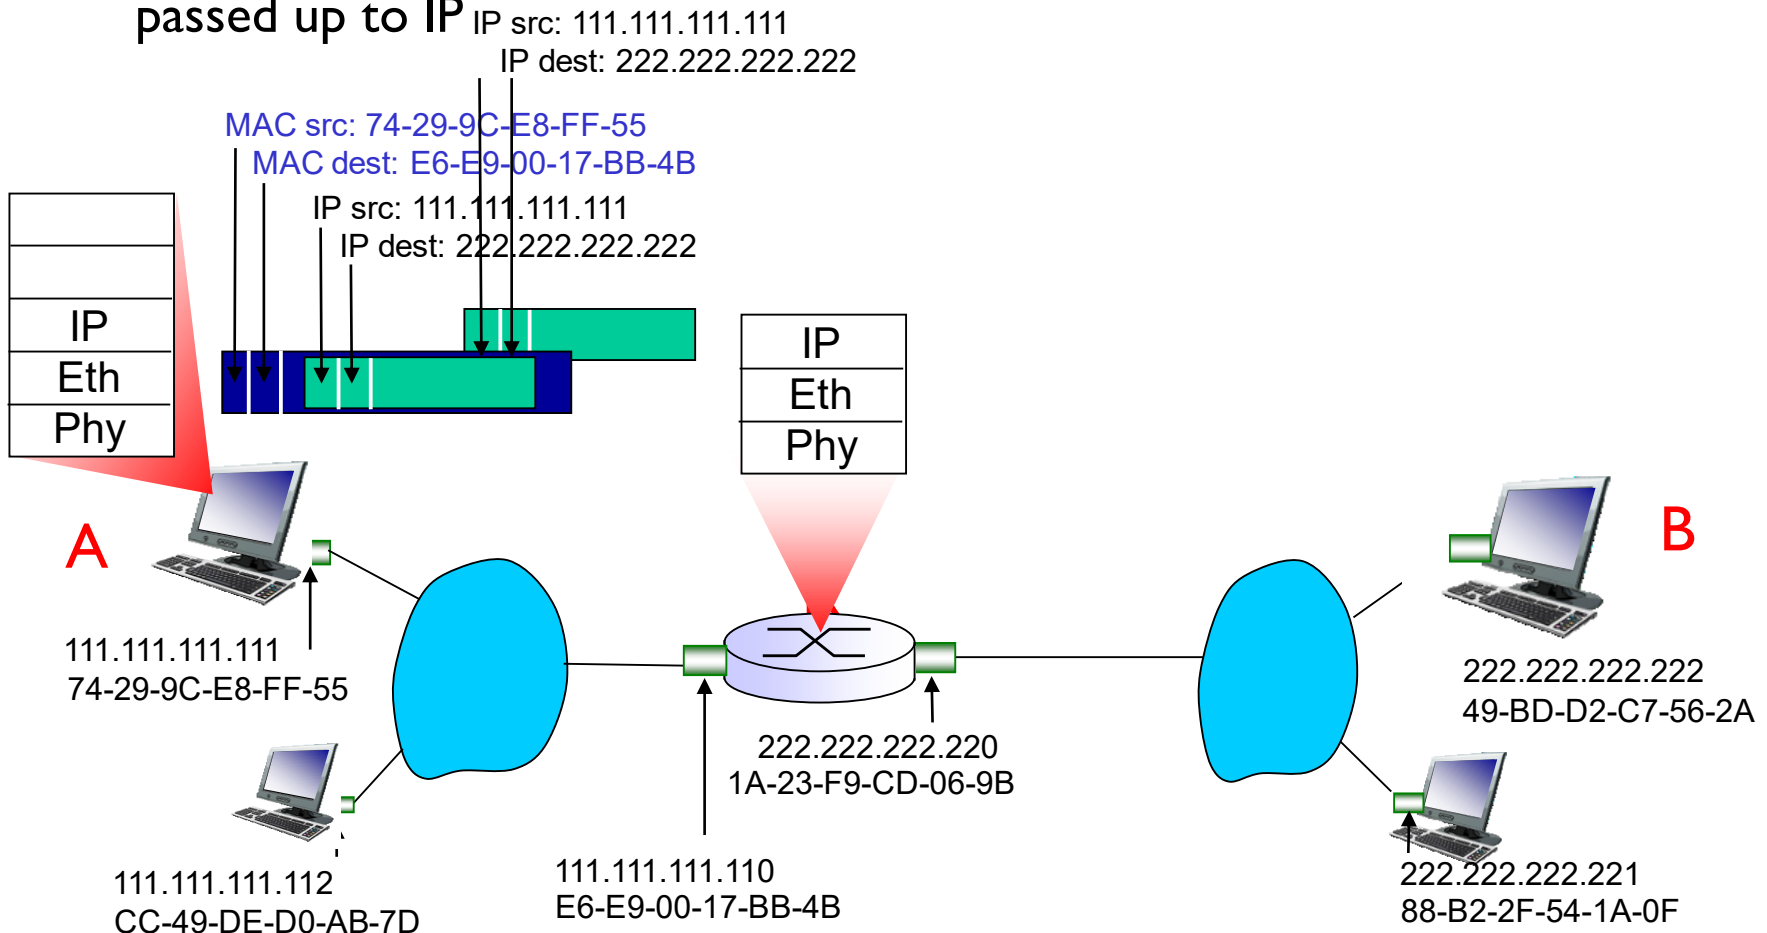 passed up to IP
IP src: 111.111.111.111
IP dest: 222.222.222.222
MAC src: 74-29-9C-E8-FF-55
MAC dest: E6-E9-00-17-BB-4B
IP src: 111.111.111.111
IP dest: 222.222.222.222
IP
Eth
Phy
IP
Eth
Phy
A
B
111.111.111.111
74-29-9C-E8-FF-55
222.222.222.222
49-BD-D2-C7-56-2A
222.222.222.220
1A-23-F9-CD-06-9B
111.111.111.112
CC-49-DE-D0-AB-7D
111.111.111.110
E6-E9-00-17-BB-4B
222.222.222.221
88-B2-2F-54-1A-0F